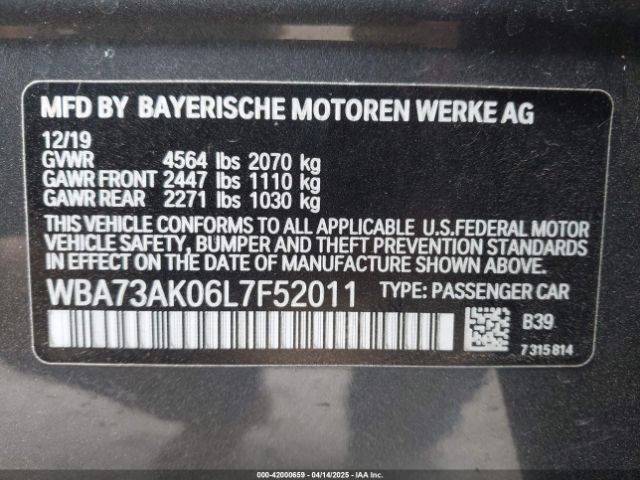 MFD BY BAYERISCHE MOTOREN WERKE AG
12/19
GVWR 4564 lbs 2070 kg
GAWR FRONT 2447 lbs 1110 kg
GAWR REAR 2271 lbs 1030 kg
THIS VEHICLE CONFORMS TO ALL APPLICABLE U.S.FEDERAL MOTOR
VEHICLE SAFETY, BUMPER AND THEFT PREVENTION STANDARDS
IN EFFECT ON THE DATE OF MANUFACTURE SHOWN ABOVE.
WBA73AK06L7F52011 TYPE: PASSENGER CAR
B39
7315814
000-42000659 - 04/14/2025 - IAA Inc.